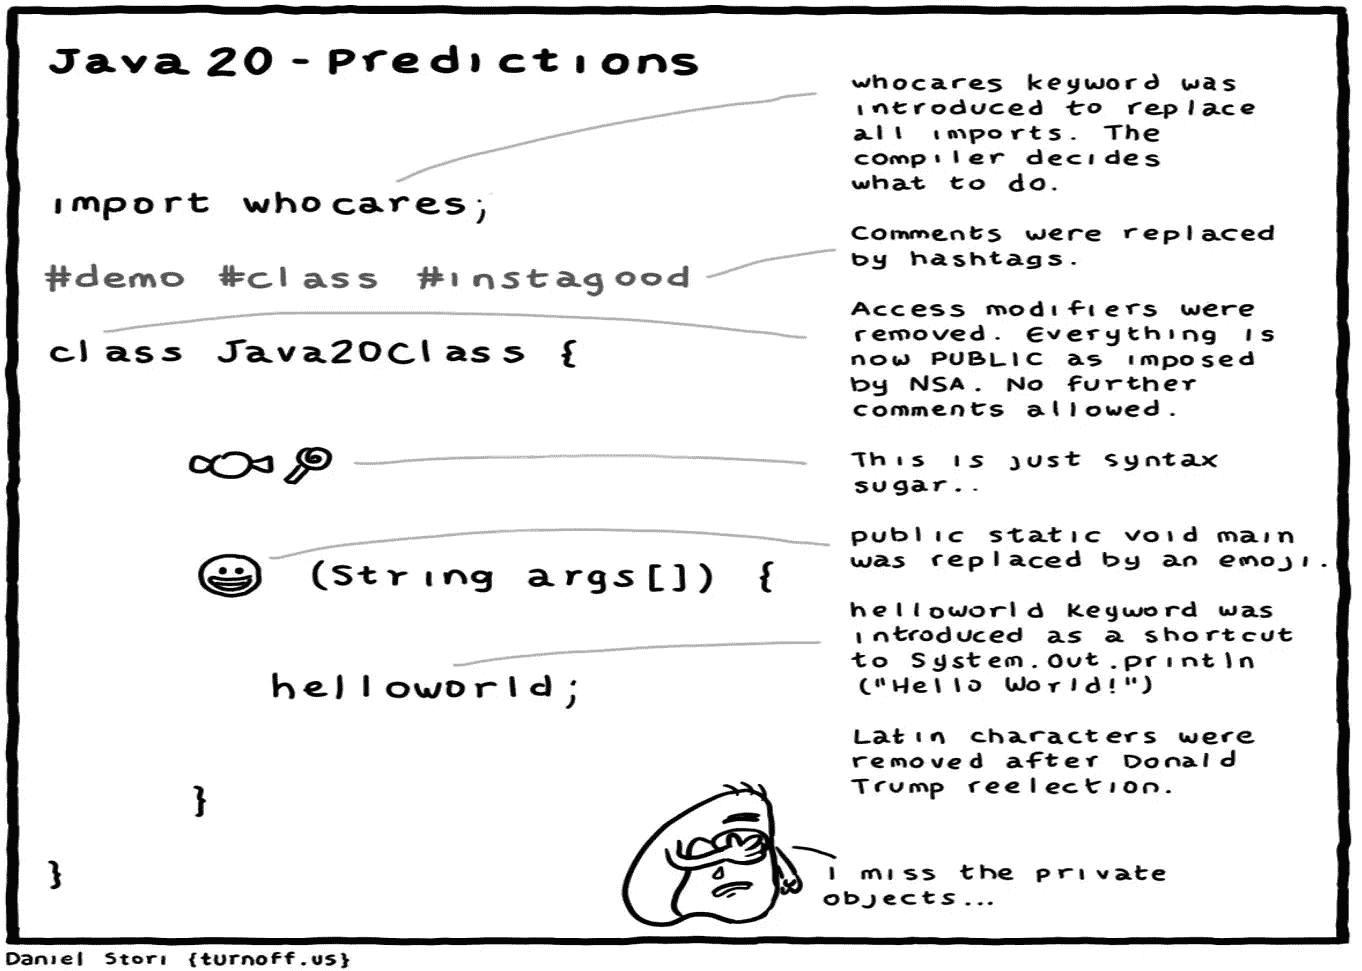 Java 20 - Predictions
import whocares;
#demo #class #instagood
class Java20Class {
(String args[]) {
helloworld;
}
}
whocares keyword was
introduced to replace
all imports. The
compiler decides
what to do.
Comments were replaced
by hashtags.
Access modifiers were
removed. Everything is
now PUBLIC as imposed
by NSA. No further
comments allowed.
This is just syntax
sugar..
public static void main
was replaced by an emoji.
helloworld keyword was
introduced as a shortcut
to System.out.println
("Hello World!")
Latin characters were
removed after Donald
Trump reelection.
I miss the private
objects...
Daniel Stori {turnoff.us}